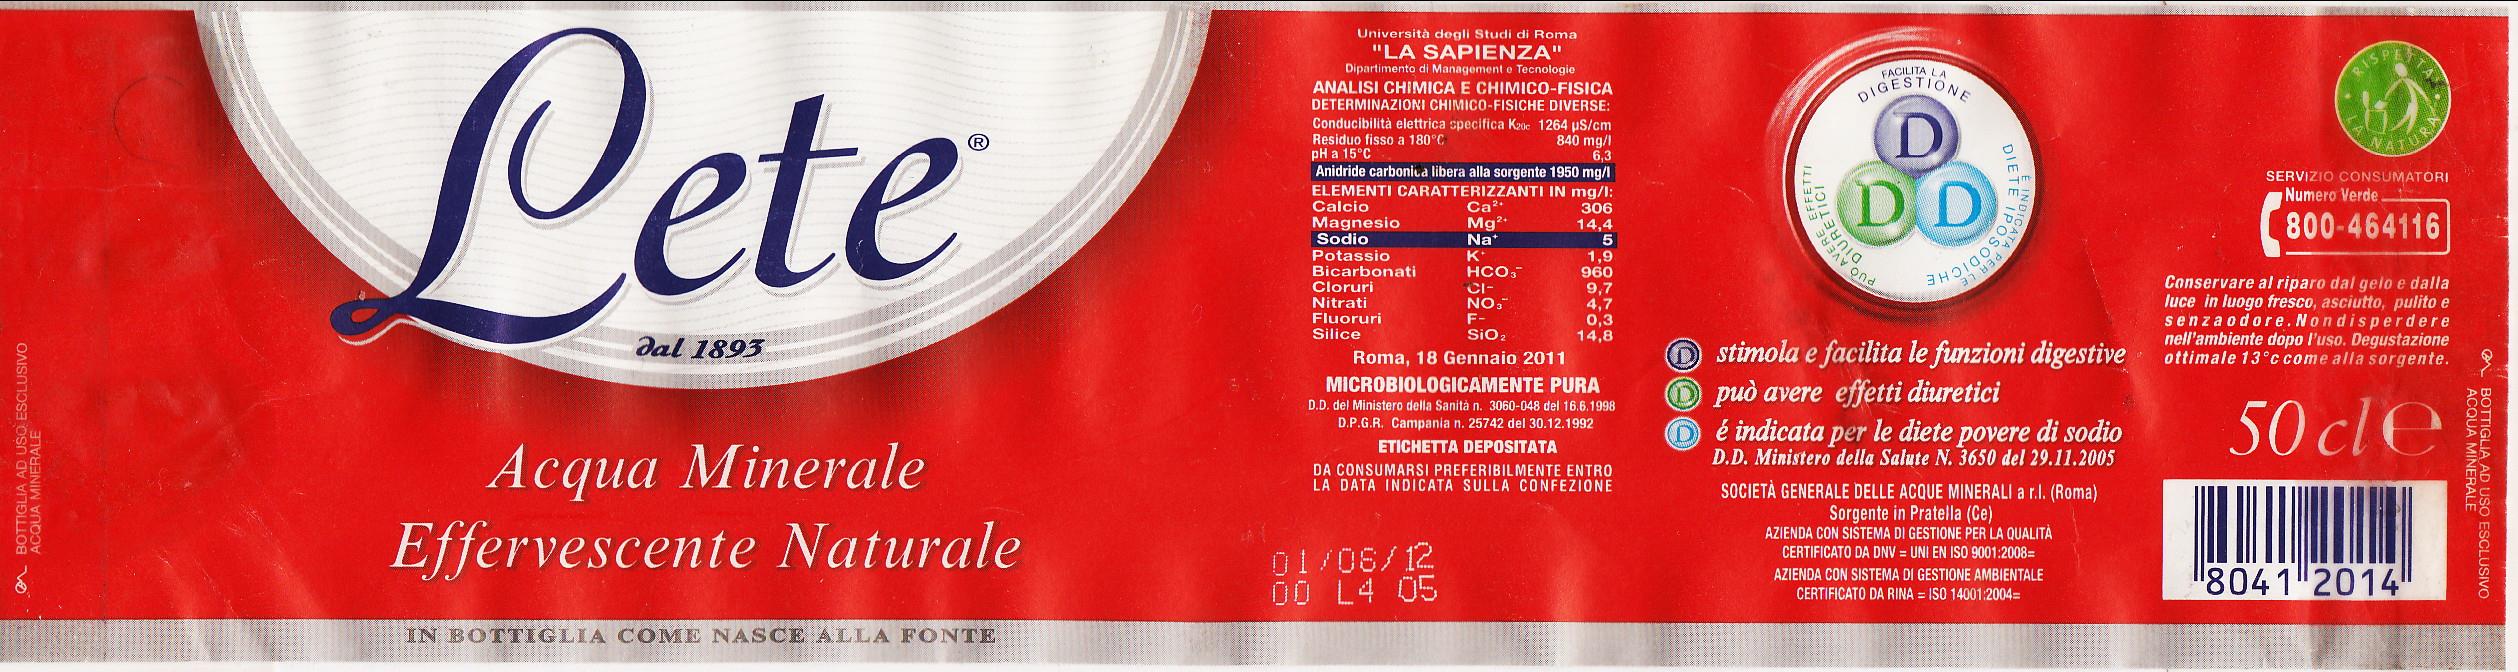 Lete®
dal 1893
Acqua Minerale
Effervescente Naturale
IN BOTTIGLIA COME NASCE ALLA FONTE
BOTTIGLIA AD USO ESCLUSIVO
ACQUA MINERALE
Università degli Studi di Roma
"LA SAPIENZA"
Dipartimento di Management e Tecnologie
ANALISI CHIMICA E CHIMICO-FISICA
DETERMINAZIONI CHIMICO-FISICHE DIVERSE:
Conducibilità elettrica specifica K20c 1264 µS/cm
Residuo fisso a 180°C 840 mg/l
pH a 15°C 6,3
Anidride carbonica libera alla sorgente 1950 mg/l
ELEMENTI CARATTERIZZANTI IN mg/l:
Calcio Ca²⁺ 306
Magnesio Mg²⁺ 14,4
Sodio Na⁺ 5
Potassio K⁺ 1,9
Bicarbonati HCO₃⁻ 960
Cloruri Cl- 9,7
Nitrati NO₃⁻ 4,7
Fluoruri F- 0,3
Silice SiO₂ 14,8
Roma, 18 Gennaio 2011
MICROBIOLOGICAMENTE PURA
D.D. del Ministero della Sanità n. 3060-048 del 16.6.1998
D.P.G.R. Campania n. 25742 del 30.12.1992
ETICHETTA DEPOSITATA
DA CONSUMARSI PREFERIBILMENTE ENTRO
LA DATA INDICATA SULLA CONFEZIONE
01/06/12
00 L4 05
FACILITA LA
DIGESTIONE
D
D D
PUÒ AVERE EFFETTI
DIURETICI
È INDICATA PER LE
DIETE IPOSODICHE
D stimola e facilita le funzioni digestive
D può avere effetti diuretici
D é indicata per le diete povere di sodio
D.D. Ministero della Salute N. 3650 del 29.11.2005
SOCIETÀ GENERALE DELLE ACQUE MINERALI a r.l. (Roma)
Sorgente in Pratella (Ce)
AZIENDA CON SISTEMA DI GESTIONE PER LA QUALITÀ
CERTIFICATO DA DNV = UNI EN ISO 9001:2008=
AZIENDA CON SISTEMA DI GESTIONE AMBIENTALE
CERTIFICATO DA RINA = ISO 14001:2004=
RISPETTA
LA NATURA
SERVIZIO CONSUMATORI
Numero Verde
800-464116
Conservare al riparo dal gelo e dalla
luce in luogo fresco, asciutto, pulito e
senza odore. Non disperdere
nell'ambiente dopo l'uso. Degustazione
ottimale 13°c come alla sorgente.
50 cl e
8041 2014
BOTTIGLIA AD USO ESCLUSIVO
ACQUA MINERALE